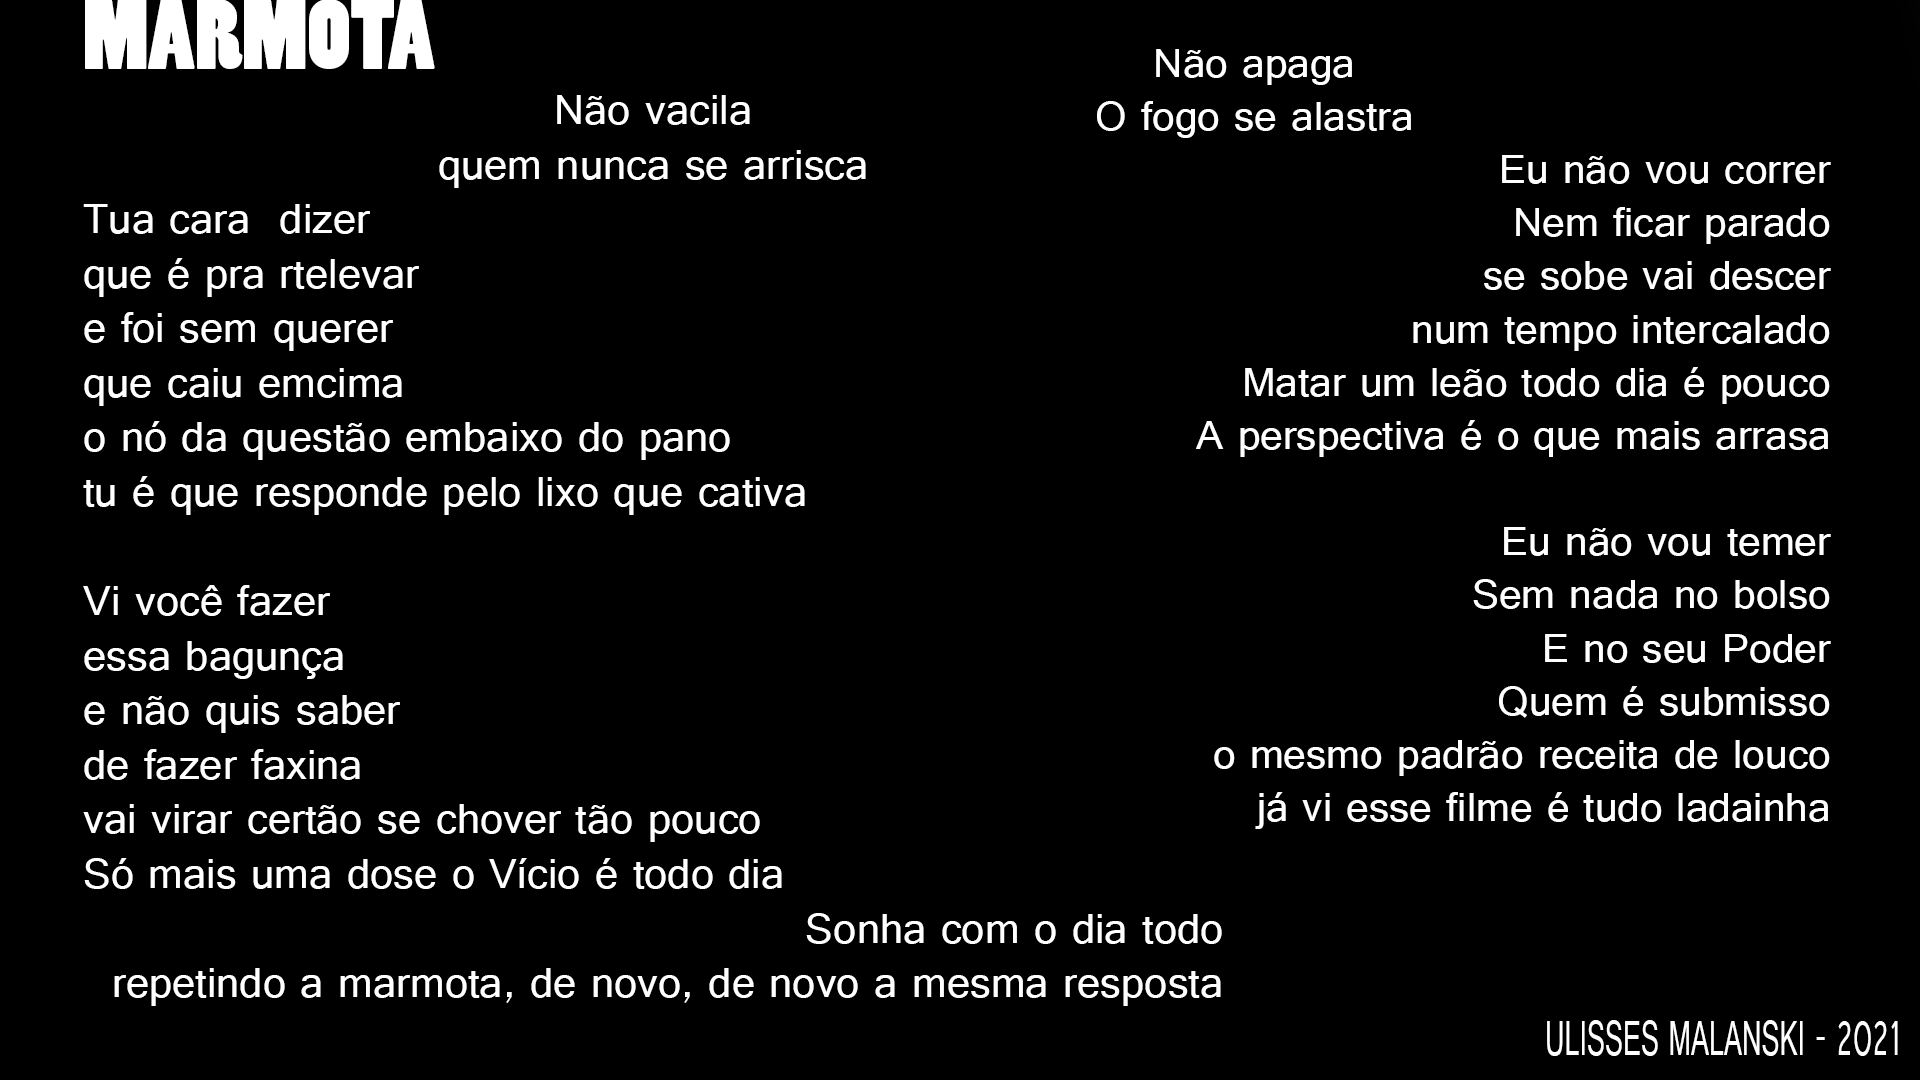 MARMOTA
Não vacila
quem nunca se arrisca
Tua cara  dizer
que é pra rtelevar
e foi sem querer
que caiu emcima
o nó da questão embaixo do pano
tu é que responde pelo lixo que cativa
Vi você fazer
essa bagunça
e não quis saber
de fazer faxina
vai virar certão se chover tão pouco
Só mais uma dose o Vício é todo dia
Sonha com o dia todo
repetindo a marmota, de novo, de novo a mesma resposta
Não apaga
O fogo se alastra
Eu não vou correr
Nem ficar parado
se sobe vai descer
num tempo intercalado
Matar um leão todo dia é pouco
A perspectiva é o que mais arrasa
Eu não vou temer
Sem nada no bolso
E no seu Poder
Quem é submisso
o mesmo padrão receita de louco
já vi esse filme é tudo ladainha
ULISSES MALANSKI - 2021